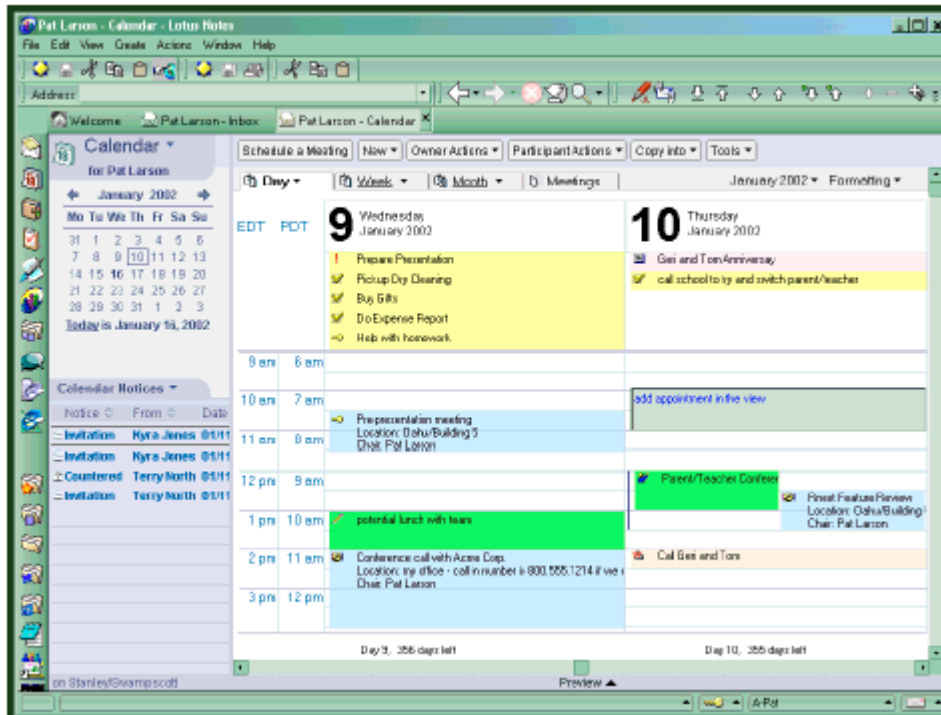 Pat Larson - Calendar - Lotus Notes
File Edit View Create Actions Window Help
Address
Welcome Pat Larson - Inbox Pat Larson - Calendar
Calendar
for Pat Larson
January 2002
Mo Tu We Th Fr Sa Su
31 1 2 3 4 5 6
7 8 9 10 11 12 13
14 15 16 17 18 19 20
21 22 23 24 25 26 27
28 29 30 31 1 2 3
Today is January 16, 2002
Calendar Notices
Notice From Date
Invitation Kyra Jones 01/11
Invitation Kyra Jones 01/11
Countered Terry North 01/11
Invitation Terry North 01/11
on Stanley/Swampscott
Schedule a Meeting New Owner Actions Participant Actions Copy into Tools
Day Week Month Meetings January 2002 Formatting
EDT PDT
9 Wednesday
January 2002
10 Thursday
January 2002
Prepare Presentation
Pickup Dry Cleaning
Buy Gifts
Do Expense Report
Help with homework
Geri and Tom Anniversay
call school to try and switch parent/teacher
9 am 6 am
10 am 7 am
11 am 8 am
12 pm 9 am
1 pm 10 am
2 pm 11 am
3 pm 12 pm
Pre-presentation meeting
Location: Oahu/Building 5
Chair: Pat Larson
potential lunch with team
Conference call with Acme Corp.
Location: my office - call in number is 800.555.1214 if we
Chair: Pat Larson
add appointment in the view
Parent/Teacher Conferer
Feature Review
Location: Oahu/Building
Chair: Pat Larson
Call Geri and Tom
Day 9, 356 days left
Day 10, 355 days left
Preview
A-Pat